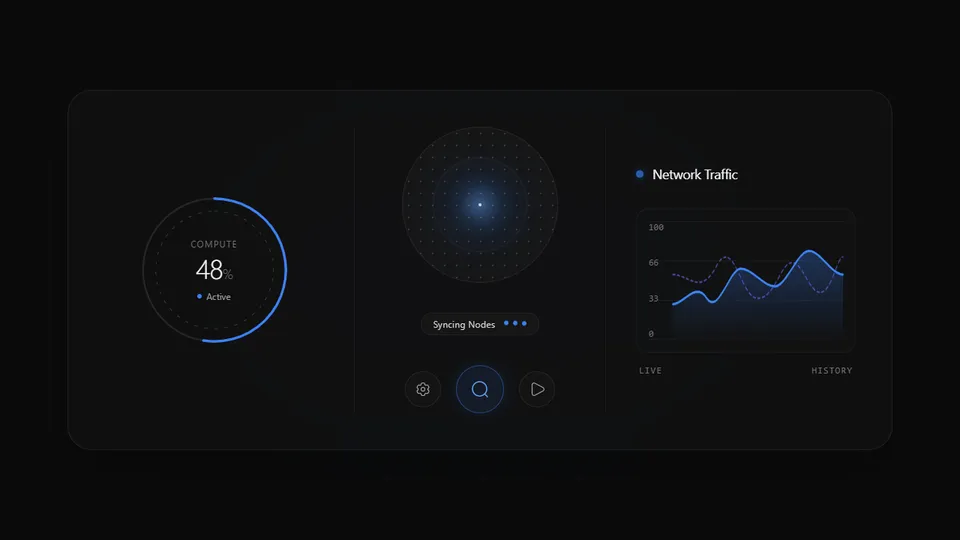 COMPUTE
48%
Active
Syncing Nodes
Network Traffic
100
66
33
0
LIVE
HISTORY